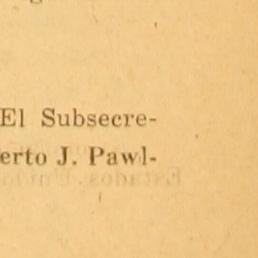 El Subsecre-
erto J. Pawl-